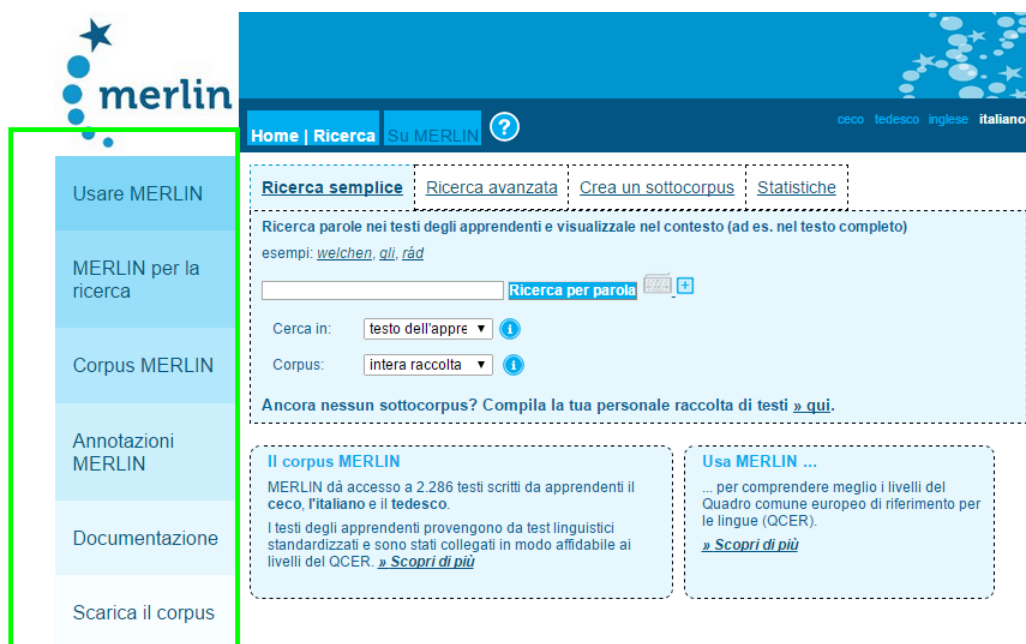 merlin
Home | Ricerca Su MERLIN ?
ceco tedesco inglese italiano
Usare MERLIN
MERLIN per la
ricerca
Corpus MERLIN
Annotazioni
MERLIN
Documentazione
Scarica il corpus
Ricerca semplice Ricerca avanzata Crea un sottocorpus Statistiche
Ricerca parole nei testi degli apprendenti e visualizzale nel contesto (ad es. nel testo completo)
esempi: welchen, gli, rád
Ricerca per parola
Cerca in: testo dell'appre
Corpus: intera raccolta
Ancora nessun sottocorpus? Compila la tua personale raccolta di testi » qui.
Il corpus MERLIN
MERLIN dà accesso a 2.286 testi scritti da apprendenti il
ceco, l'italiano e il tedesco.
I testi degli apprendenti provengono da test linguistici
standardizzati e sono stati collegati in modo affidabile ai
livelli del QCER. » Scopri di più
Usa MERLIN ...
... per comprendere meglio i livelli del
Quadro comune europeo di riferimento per
le lingue (QCER).
» Scopri di più